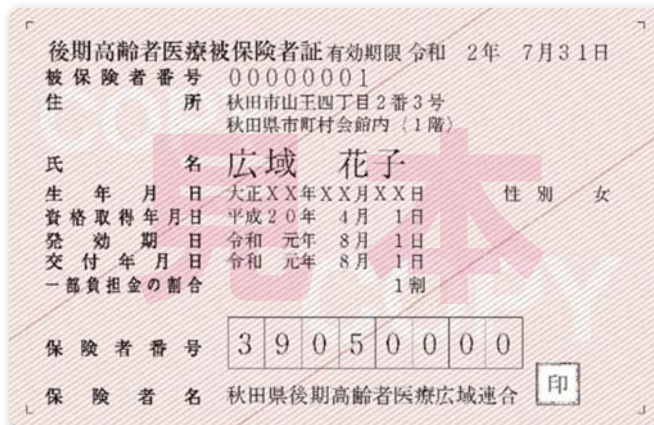 後期高齢者医療被保険者証 有効期限 令和 2年 7月31日
被保険者番号 00000001
住所 秋田市山王四丁目2番3号
秋田県市町村会館内（1階）
氏名 広域 花子
生年月日 大正XX年XX月XX日 性別 女
資格取得年月日 平成20年 4月 1日
発効期日 令和 元年 8月 1日
交付年月日 令和 元年 8月 1日
一部負担金の割合 1割
見本
COPY
保険者番号 39050000
保険者名 秋田県後期高齢者医療広域連合 印